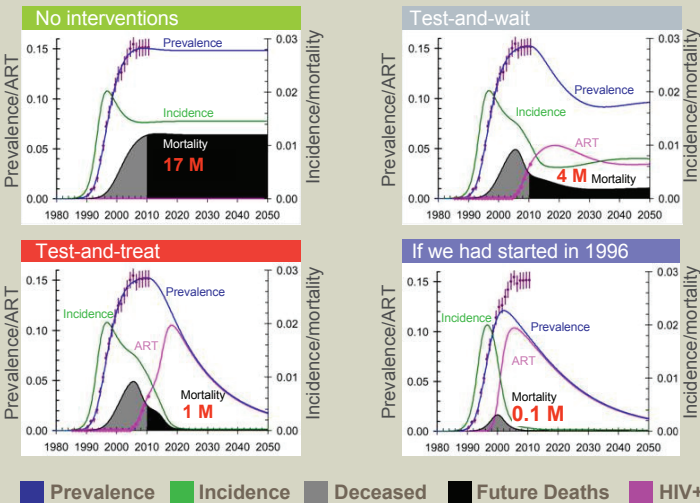 No interventions
Prevalence/ART
0.15
0.10
0.05
0.00
Prevalence
Incidence
Mortality
17 M
0.03
0.02
0.01
0.00
Incidence/mortality
1980 1990 2000 2010 2020 2030 2040 2050
Test-and-wait
Prevalence/ART
0.15
0.10
0.05
0.00
Prevalence
Incidence
ART
4 M Mortality
0.03
0.02
0.01
0.00
Incidence/mortality
1980 1990 2000 2010 2020 2030 2040 2050
Test-and-treat
Prevalence/ART
0.15
0.10
0.05
0.00
Prevalence
Incidence
ART
Mortality
1 M
0.03
0.02
0.01
0.00
Incidence/mortality
1980 1990 2000 2010 2020 2030 2040 2050
If we had started in 1996
Prevalence/ART
0.15
0.10
0.05
0.00
Incidence
Prevalence
ART
Mortality
0.1 M
0.03
0.02
0.01
0.00
Incidence/mortality
1980 1990 2000 2010 2020 2030 2040 2050
Prevalence Incidence Deceased Future Deaths HIV+